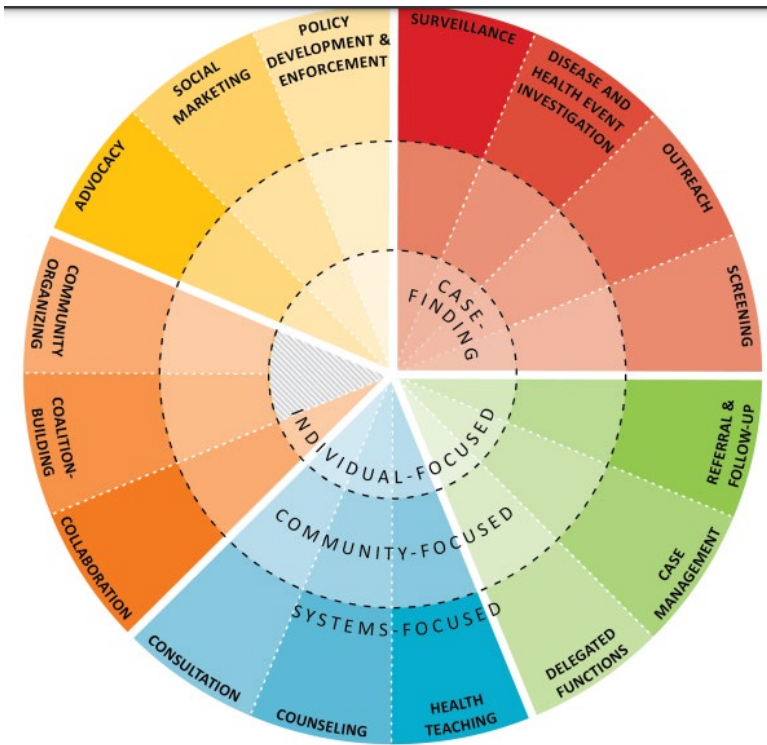 SURVEILLANCE
DISEASE AND
HEALTH EVENT
INVESTIGATION
OUTREACH
SCREENING
REFERRAL &
FOLLOW-UP
CASE
MANAGEMENT
DELEGATED
FUNCTIONS
HEALTH
TEACHING
COUNSELING
CONSULTATION
COLLABORATION
COALITION-
BUILDING
COMMUNITY
ORGANIZING
ADVOCACY
SOCIAL
MARKETING
POLICY
DEVELOPMENT &
ENFORCEMENT
CASE-
FINDING
INDIVIDUAL-FOCUSED
COMMUNITY-FOCUSED
SYSTEMS-FOCUSED